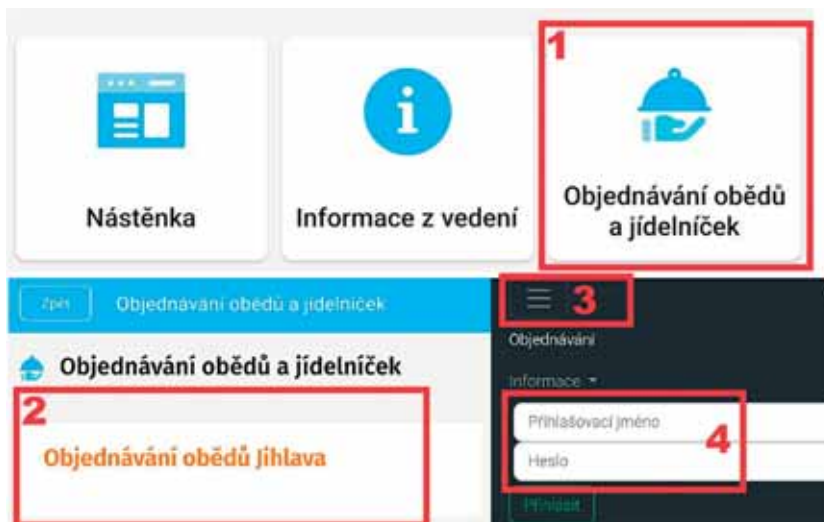 1
Nástěnka
Informace z vedení
Objednávání obědů
a jídelníček
Zpět
Objednávání obědů a jídelníček
Objednávání obědů a jídelníček
2
Objednávání obědů Jihlava
3
Objednávání
Informace
Přihlašovací jméno
4
Heslo
Přihlásit